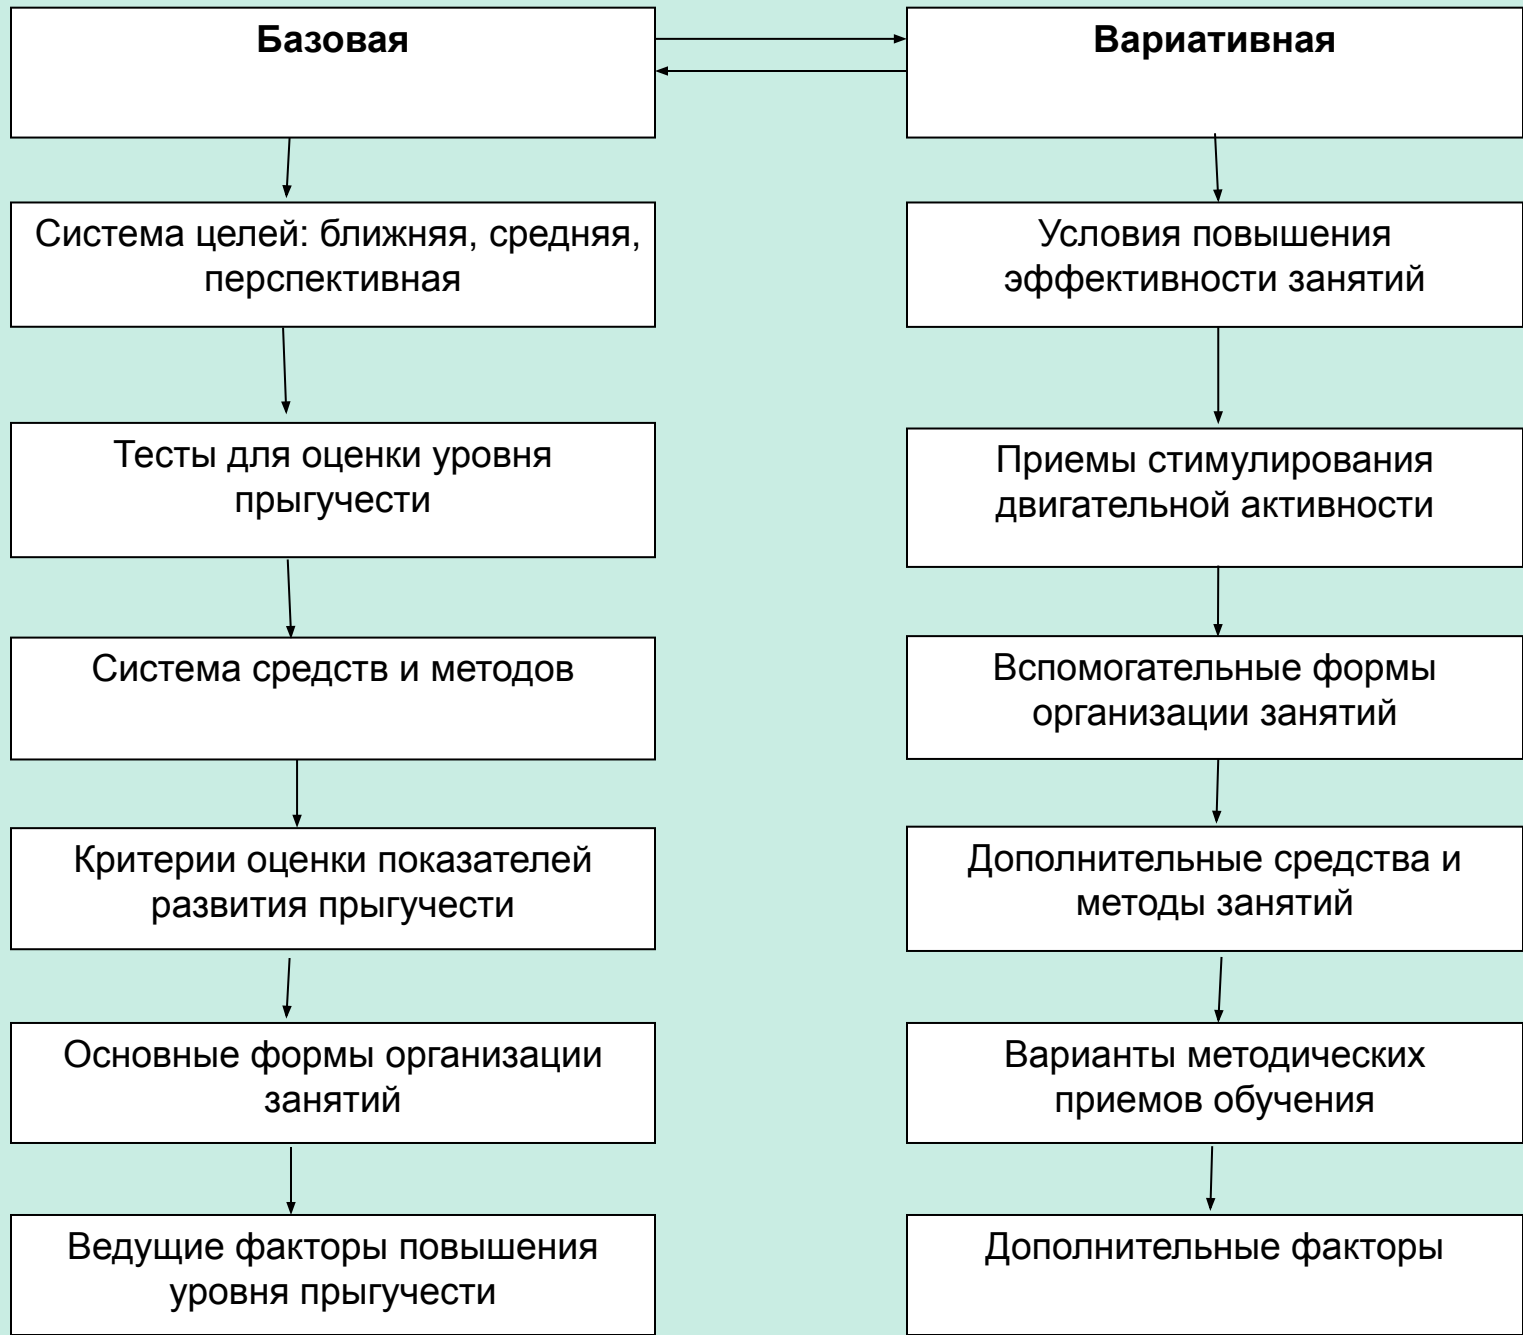 Базовая
Вариативная
Система целей: ближняя, средняя,
перспективная
Условия повышения
эффективности занятий
Тесты для оценки уровня
прыгучести
Приемы стимулирования
двигательной активности
Система средств и методов
Вспомогательные формы
организации занятий
Критерии оценки показателей
развития прыгучести
Дополнительные средства и
методы занятий
Основные формы организации
занятий
Варианты методических
приемов обучения
Ведущие факторы повышения
уровня прыгучести
Дополнительные факторы